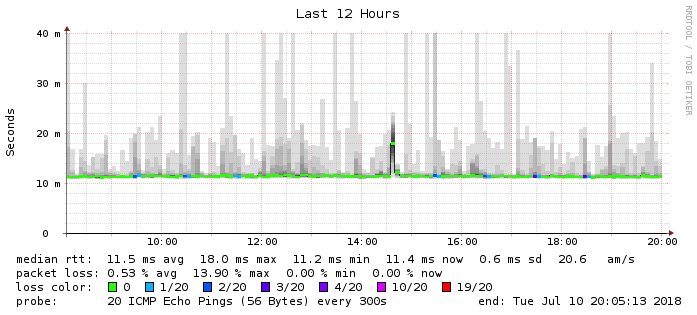 Last 12 Hours
RRDTOOL / TOBI OETIKER
Seconds
40 m
30 m
20 m
10 m
0
10:00 12:00 14:00 16:00 18:00 20:00
median rtt: 11.5 ms avg 18.0 ms max 11.2 ms min 11.4 ms now 0.6 ms sd 20.6 am/s
packet loss: 0.53 % avg 13.90 % max 0.00 % min 0.00 % now
loss color: 0 1/20 2/20 3/20 4/20 10/20 19/20
probe: 20 ICMP Echo Pings (56 Bytes) every 300s end: Tue Jul 10 20:05:13 2018